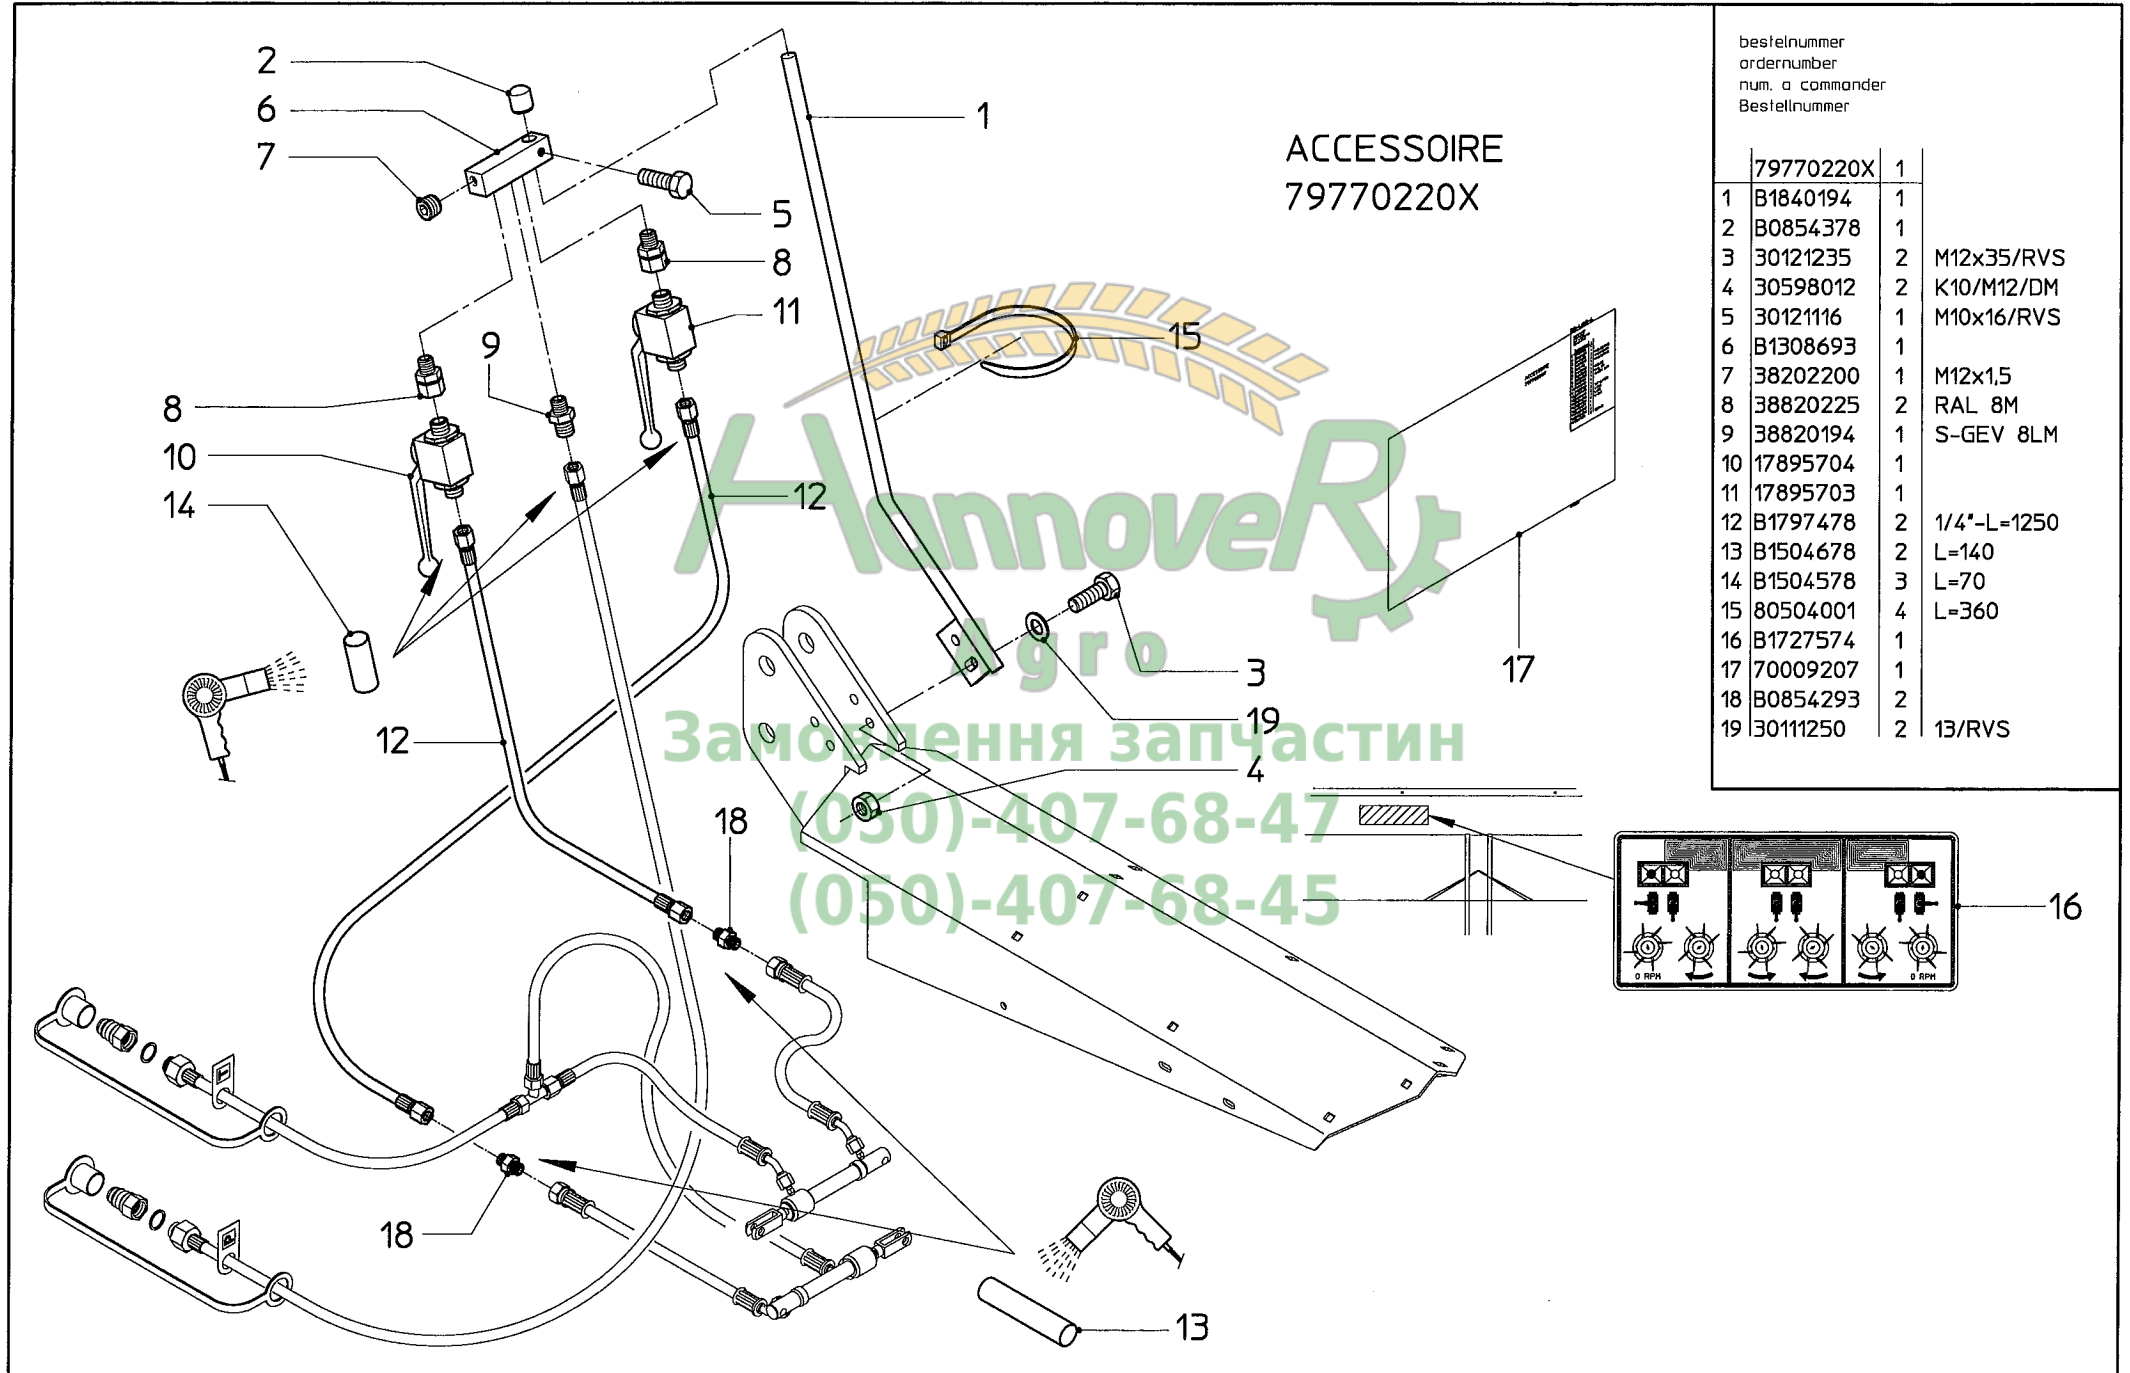 bestelnummer
ordernumber
num. a commander
Bestellnummer
ACCESSOIRE
79770220X
79770220X 1
1 B1840194 1
2 B0854378 1
3 30121235 2 M12x35/RVS
4 30598012 2 K10/M12/DM
5 30121116 1 M10x16/RVS
6 B1308693 1
7 38202200 1 M12x1,5
8 38820225 2 RAL 8M
9 38820194 1 S-GEV 8LM
10 17895704 1
11 17895703 1
12 B1797478 2 1/4"-L=1250
13 B1504678 2 L=140
14 B1504578 3 L=70
15 80504001 4 L=360
16 B1727574 1
17 70009207 1
18 B0854293 2
19 30111250 2 13/RVS
2
6
7
1
5
8
11
9
15
8
10
14
12
17
3
19
4
12
18
16
18
13
T
P
0 RPM
0 RPM
HannoveR
Agro
Замовлення запчастин
(050)-407-68-47
(050)-407-68-45